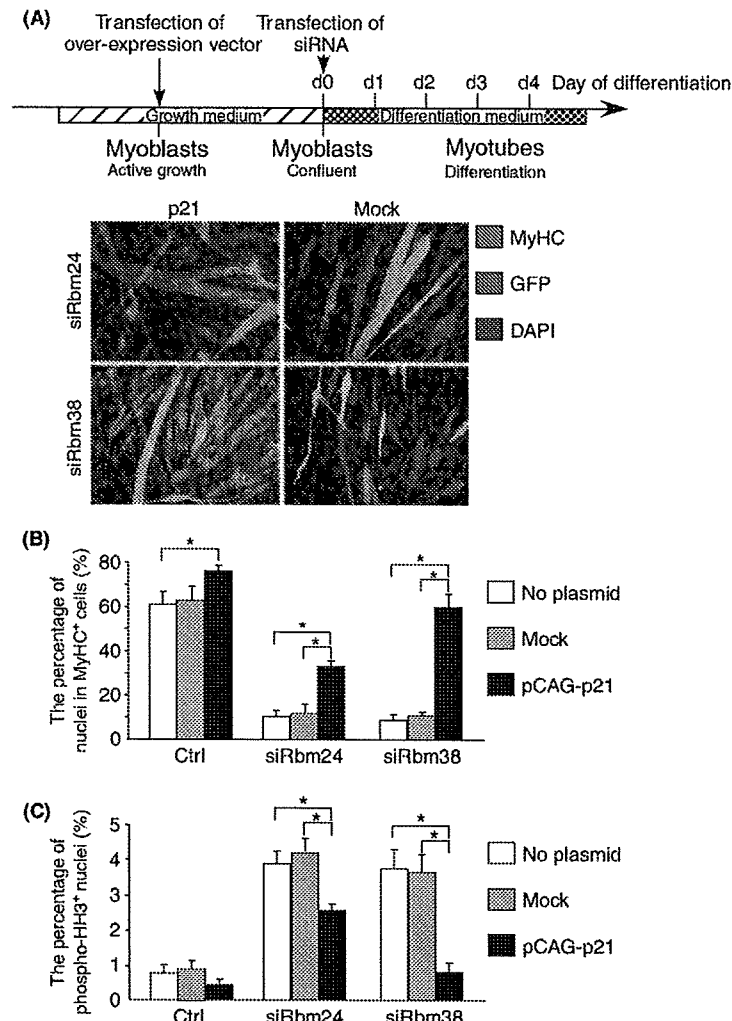 (A)
Transfection of over-expression vector
Transfection of siRNA
d0 d1 d2 d3 d4 Day of differentiation
Growth medium Differentiation medium
Myoblasts Myoblasts Myotubes
Active growth Confluent Differentiation
p21 Mock
siRbm24
siRbm38
MyHC
GFP
DAPI
(B)
The percentage of
nuclei in MyHC⁺ cells (%)
80
60
40
20
0
* * * * *
Ctrl siRbm24 siRbm38
No plasmid
Mock
pCAG-p21
(C)
The percentage of
phospho-HH3⁺ nuclei (%)
5
4
3
2
1
0
* * * *
Ctrl siRbm24 siRbm38
No plasmid
Mock
pCAG-p21